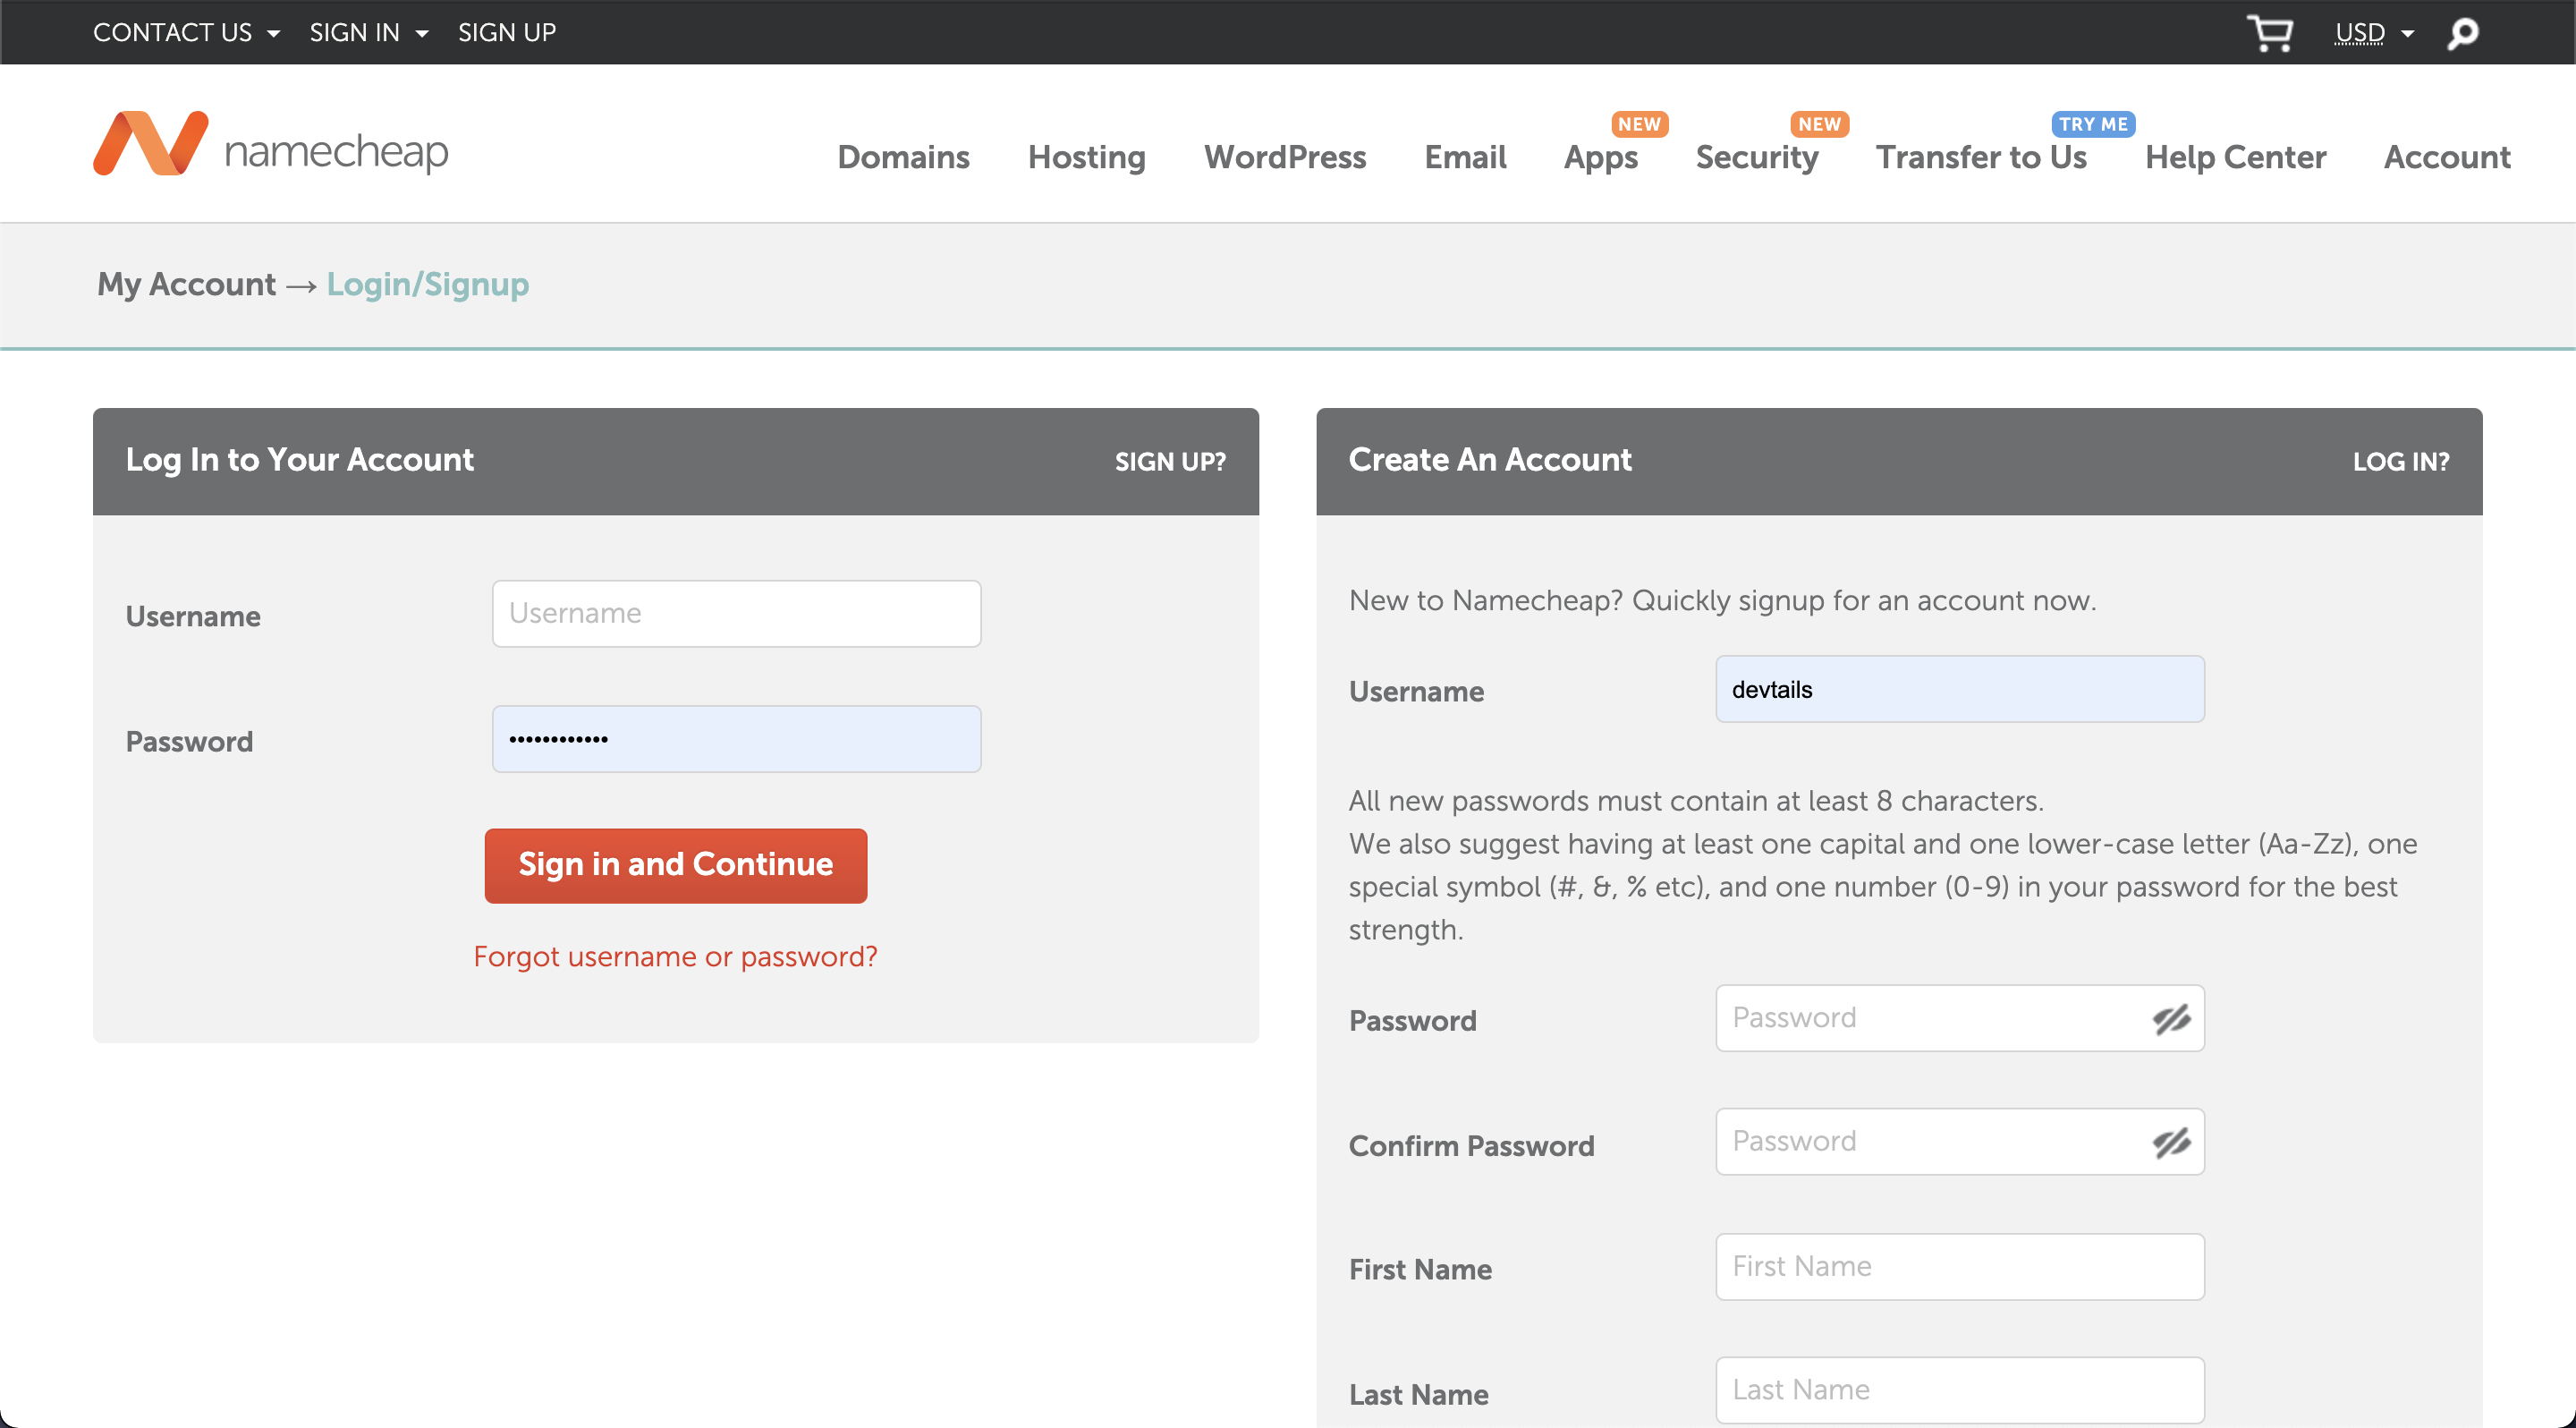 CONTACT US SIGN IN SIGN UP USD
namecheap
NEW NEW TRY ME
Domains Hosting WordPress Email Apps Security Transfer to Us Help Center Account
My Account → Login/Signup
Log In to Your Account SIGN UP?
Username Username
Password ••••••••••••
Sign in and Continue
Forgot username or password?
Create An Account LOG IN?
New to Namecheap? Quickly signup for an account now.
Username devtails
All new passwords must contain at least 8 characters.
We also suggest having at least one capital and one lower-case letter (Aa-Zz), one
special symbol (#, &, % etc), and one number (0-9) in your password for the best
strength.
Password Password
Confirm Password Password
First Name First Name
Last Name Last Name